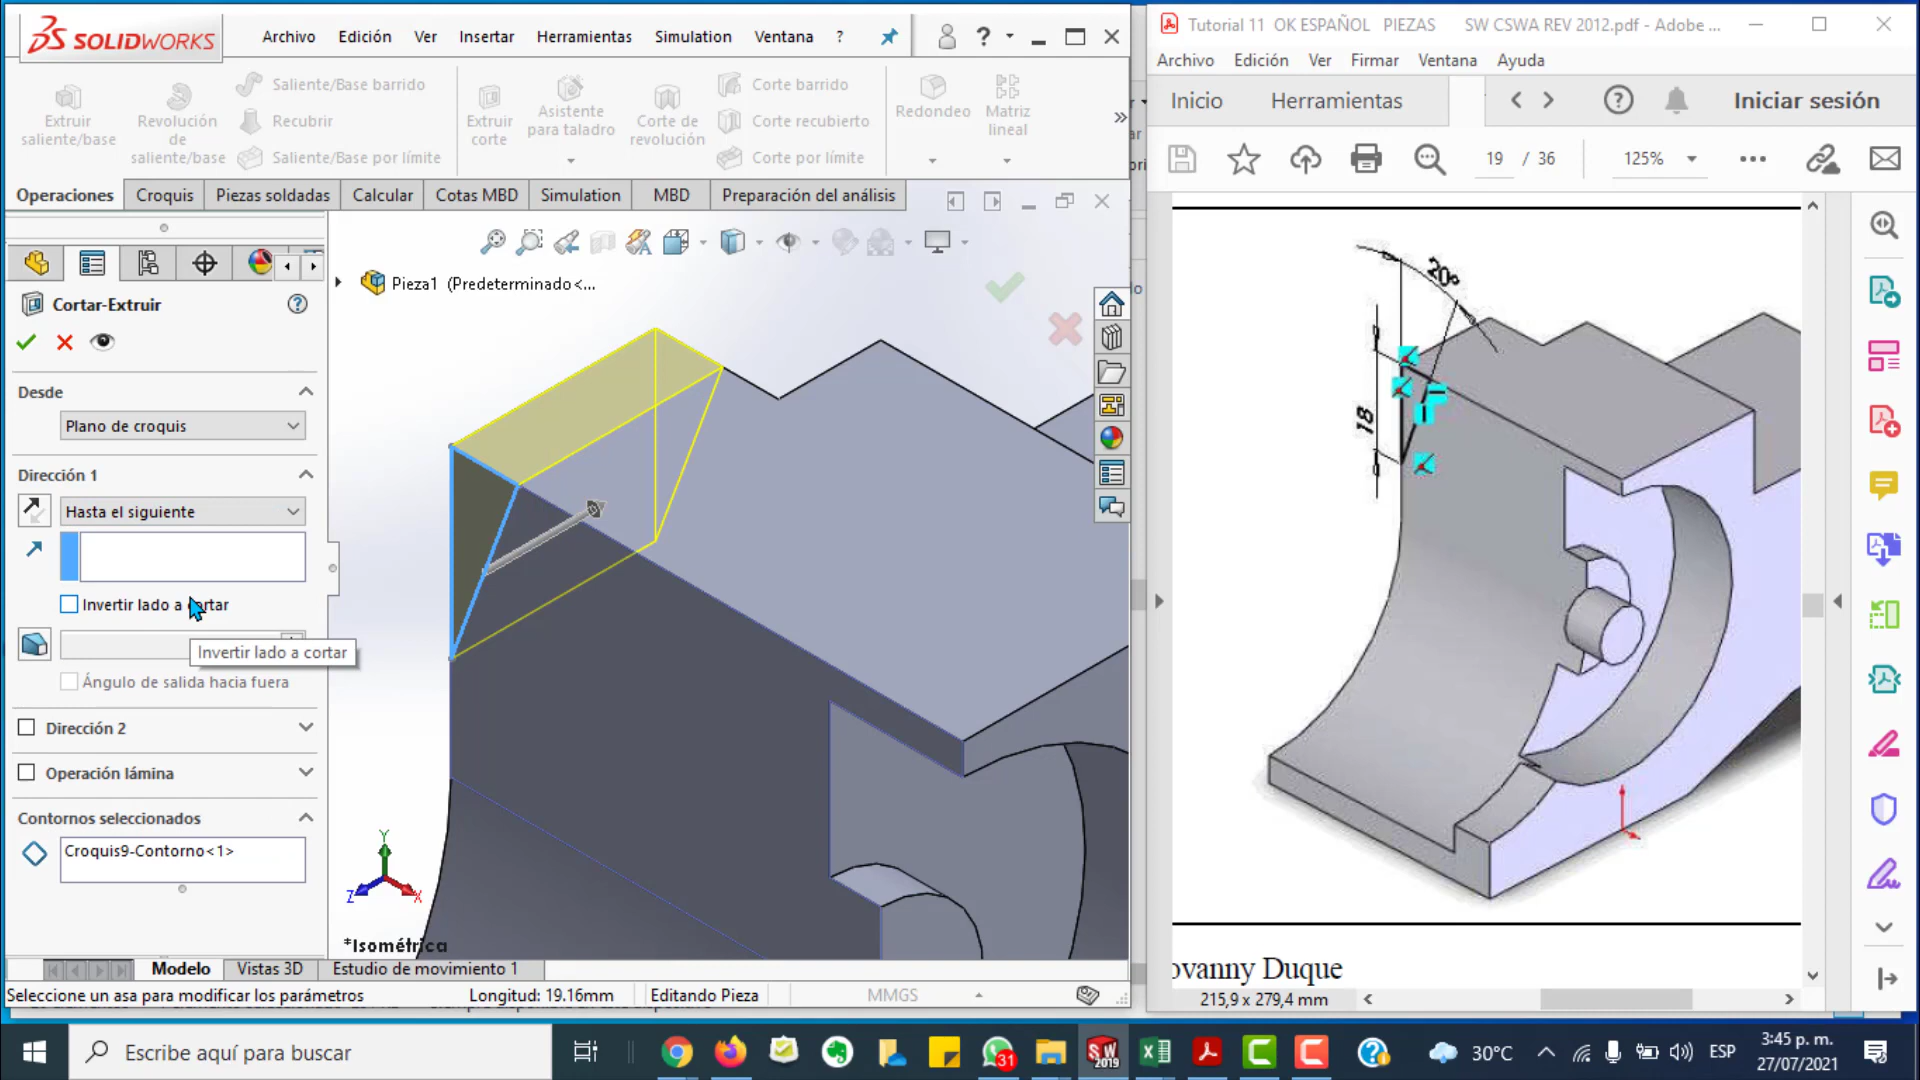 SOLIDWORKS
Archivo Edición Ver Insertar Herramientas Simulation Ventana ?
Extruir saliente/base
Revolución de saliente/base
Saliente/Base barrido
Recubrir
Saliente/Base por límite
Extruir corte
Asistente para taladro
Corte de revolución
Corte barrido
Corte recubierto
Corte por límite
Redondeo
Matriz lineal
Operaciones Croquis Piezas soldadas Calcular Cotas MBD Simulation MBD Preparación del análisis
Pieza1 (Predeterminado<...
Cortar-Extruir
Desde
Plano de croquis
Dirección 1
Hasta el siguiente
Invertir lado a cortar
Invertir lado a cortar
Ángulo de salida hacia fuera
Dirección 2
Operación lámina
Contornos seleccionados
Croquis9-Contorno<1>
Y
Z
X
*Isométrica
Modelo Vistas 3D Estudio de movimiento 1
Seleccione un asa para modificar los parámetros Longitud: 19.16mm Editando Pieza MMGS
Tutorial 11 OK ESPAÑOL PIEZAS SW CSWA REV 2012.pdf - Adobe ...
Archivo Edición Ver Firmar Ventana Ayuda
Inicio Herramientas Iniciar sesión
19 / 36 125%
20°
18
ovanny Duque
215,9 x 279,4 mm
Escribe aquí para buscar
31
SW 2019
30°C
ESP
3:45 p. m.
27/07/2021